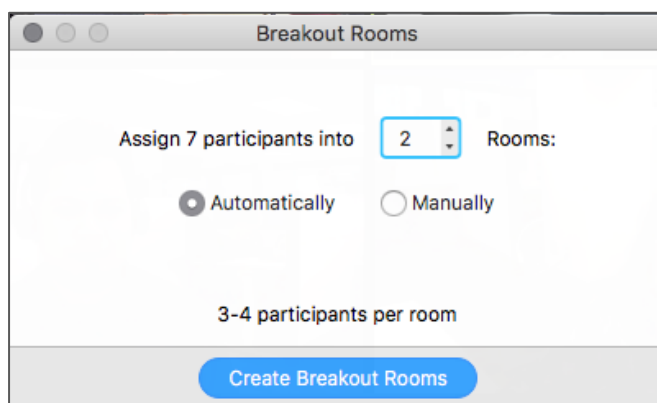 Breakout Rooms
Assign 7 participants into 2 Rooms:
Automatically Manually
3-4 participants per room
Create Breakout Rooms